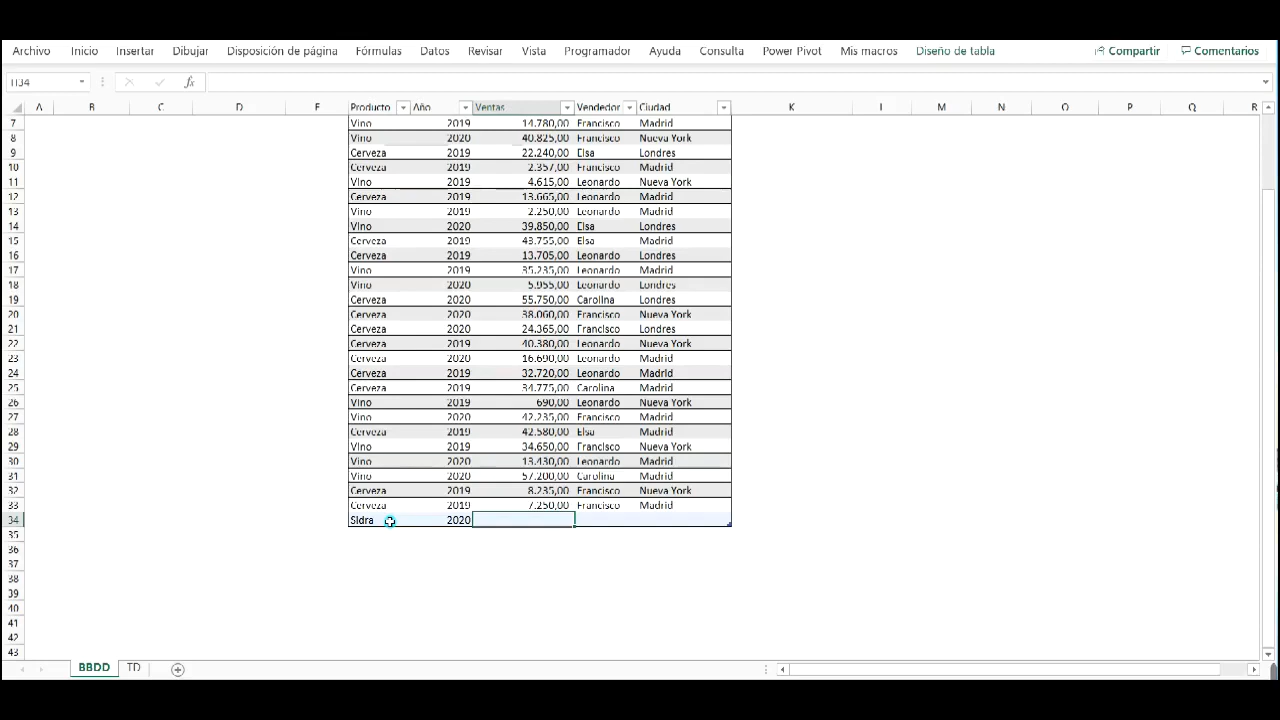 Archivo Inicio Insertar Dibujar Disposición de página Fórmulas Datos Revisar Vista Programador Ayuda Consulta Power Pivot Mis macros Diseño de tabla Compartir Comentarios
H34 fx
A B C D E Producto Año Ventas Vendedor Ciudad K L M N O P Q R
7 Vino 2019 14.780,00 Francisco Madrid
8 Vino 2020 40.825,00 Francisco Nueva York
9 Cerveza 2019 22.240,00 Elsa Londres
10 Cerveza 2019 2.357,00 Francisco Madrid
11 Vino 2019 4.615,00 Leonardo Nueva York
12 Cerveza 2019 13.665,00 Leonardo Madrid
13 Vino 2019 2.250,00 Leonardo Madrid
14 Vino 2020 39.850,00 Elsa Londres
15 Cerveza 2019 43.755,00 Elsa Madrid
16 Cerveza 2019 13.705,00 Leonardo Londres
17 Vino 2019 35.235,00 Leonardo Madrid
18 Vino 2020 5.955,00 Leonardo Londres
19 Cerveza 2020 55.750,00 Carolina Londres
20 Cerveza 2020 38.060,00 Francisco Nueva York
21 Cerveza 2020 24.365,00 Francisco Londres
22 Cerveza 2019 40.380,00 Leonardo Nueva York
23 Cerveza 2020 16.690,00 Leonardo Madrid
24 Cerveza 2019 32.720,00 Leonardo Madrid
25 Cerveza 2019 34.775,00 Carolina Madrid
26 Vino 2019 690,00 Leonardo Nueva York
27 Vino 2020 42.235,00 Francisco Madrid
28 Cerveza 2019 42.580,00 Elsa Madrid
29 Vino 2019 34.650,00 Francisco Nueva York
30 Vino 2020 13.430,00 Leonardo Madrid
31 Vino 2020 57.200,00 Carolina Madrid
32 Cerveza 2019 8.235,00 Francisco Nueva York
33 Cerveza 2019 7.250,00 Francisco Madrid
34 Sidra 2020
35
36
37
38
39
40
41
42
43
BBDD TD